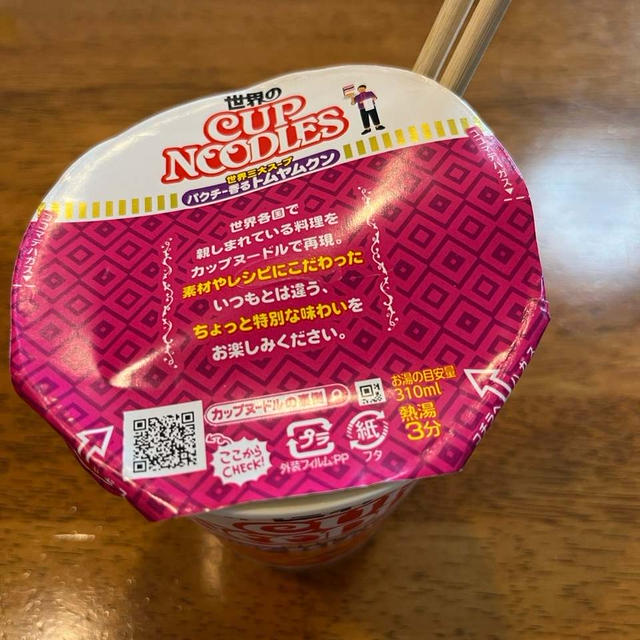 世界の
CUP
NOODLES
世界三大スープ
パクチー香るトムヤムクン
世界各国で
親しまれている料理を
カップヌードルで再現。
素材やレシピにこだわった
いつもとは違う、
ちょっと特別な味わいを
お楽しみください。
カップヌードルの裏側
ここから
CHECK!
プラ
外装フィルム:PP
紙
フタ
お湯の目安量
310ml
熱湯
3分